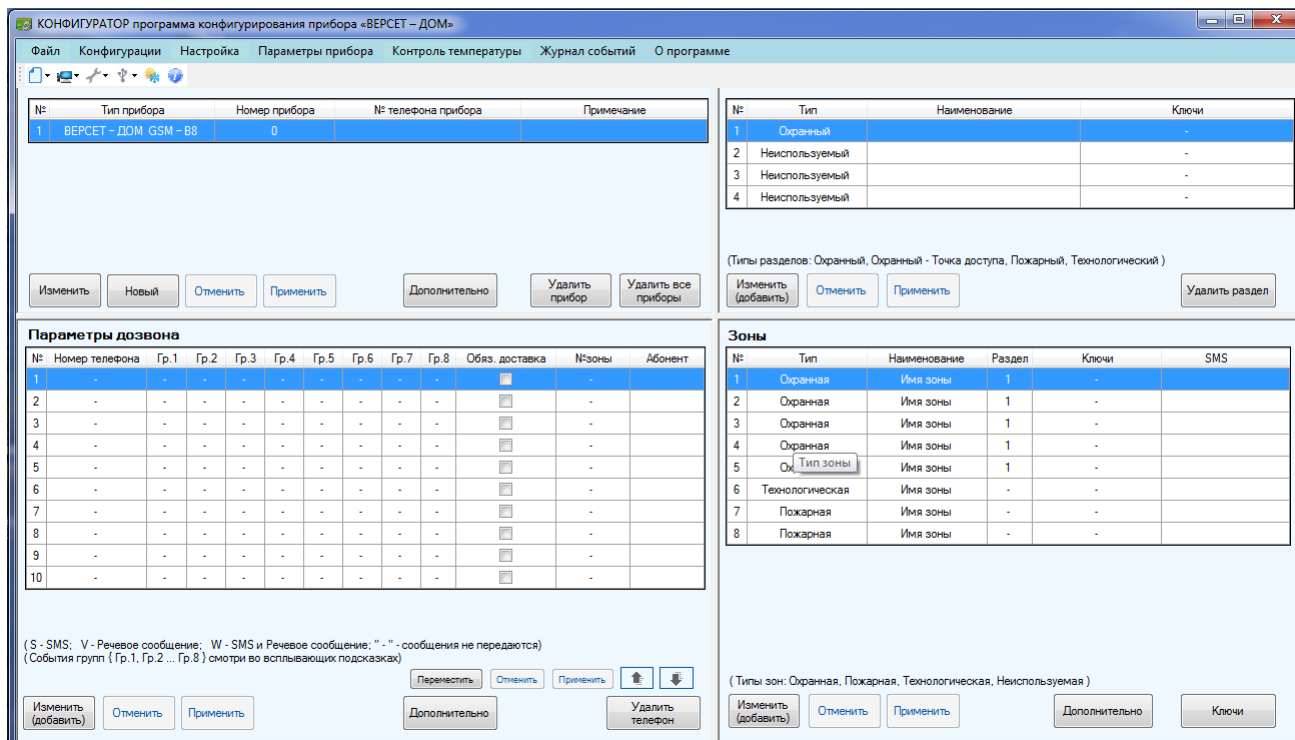 КОНФИГУРАТОР программа конфигурирования прибора «ВЕРСЕТ – ДОМ»
Файл Конфигурации Настройка Параметры прибора Контроль температуры Журнал событий О программе
№ Тип прибора Номер прибора № телефона прибора Примечание
1 ВЕРСЕТ – ДОМ GSM – В8 0
Изменить Новый Отменить Применить Дополнительно Удалить прибор Удалить все приборы
№ Тип Наименование Ключи
1 Охранный -
2 Неиспользуемый -
3 Неиспользуемый -
4 Неиспользуемый -
(Типы разделов: Охранный, Охранный - Точка доступа, Пожарный, Технологический )
Изменить (добавить) Отменить Применить Удалить раздел
Параметры дозвона
№ Номер телефона Гр.1 Гр.2 Гр.3 Гр.4 Гр.5 Гр.6 Гр.7 Гр.8 Обяз. доставка №зоны Абонент
1 - - - - - - - - - -
2 - - - - - - - - - -
3 - - - - - - - - - -
4 - - - - - - - - - -
5 - - - - - - - - - -
6 - - - - - - - - - -
7 - - - - - - - - - -
8 - - - - - - - - - -
9 - - - - - - - - - -
10 - - - - - - - - - -
( S - SMS; V - Речевое сообщение; W - SMS и Речевое сообщение; " - " - сообщения не передаются)
( События групп { Гр.1, Гр.2 ... Гр.8 } смотри во всплывающих подсказках)
Переместить Отменить Применить
Изменить (добавить) Отменить Применить Дополнительно Удалить телефон
Зоны
№ Тип Наименование Раздел Ключи SMS
1 Охранная Имя зоны 1 -
2 Охранная Имя зоны 1 -
3 Охранная Имя зоны 1 -
4 Охранная Имя зоны 1 -
5 Ох Тип зоны Имя зоны 1 -
6 Технологическая Имя зоны - -
7 Пожарная Имя зоны - -
8 Пожарная Имя зоны - -
( Типы зон: Охранная, Пожарная, Технологическая, Неиспользуемая )
Изменить (добавить) Отменить Применить Дополнительно Ключи